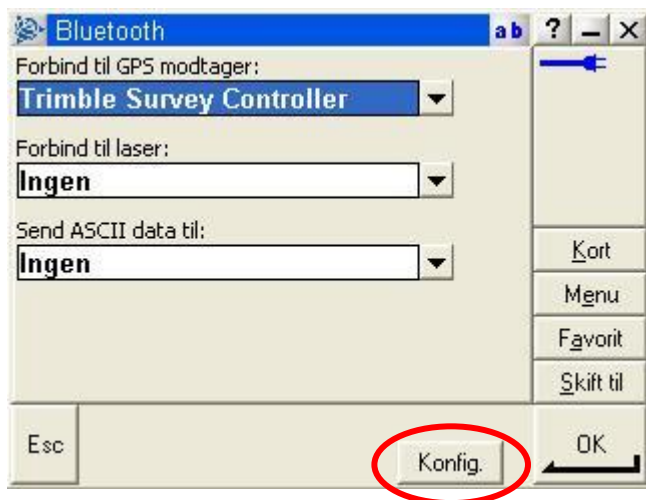 Bluetooth
ab ? – X
Forbind til GPS modtager:
Trimble Survey Controller
Forbind til laser:
Ingen
Send ASCII data til:
Ingen
Kort
Menu
Favorit
Skift til
Esc
Konfig.
OK